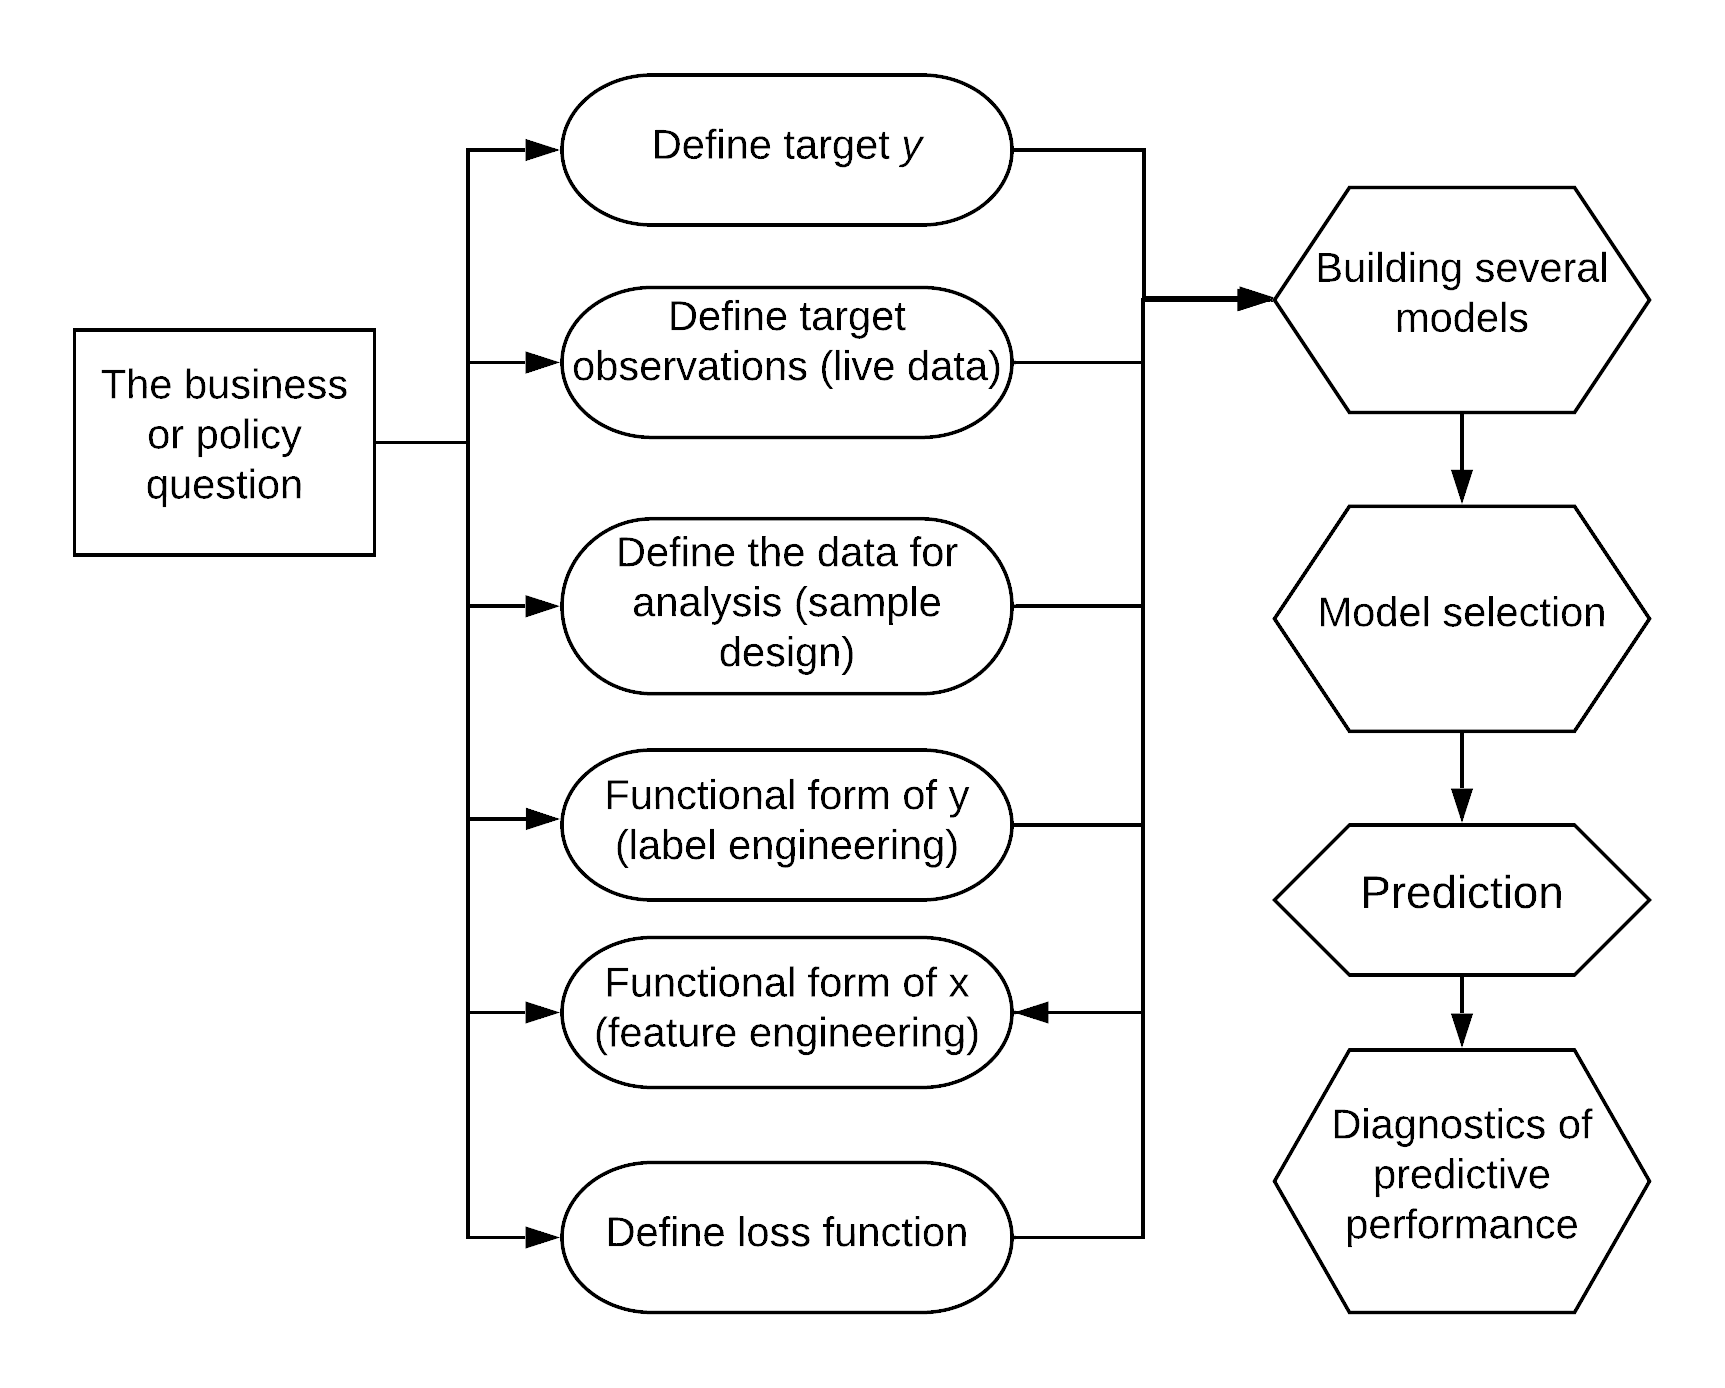 The business
or policy
question
Define target y
Define target
observations (live data)
Define the data for
analysis (sample
design)
Functional form of y
(label engineering)
Functional form of x
(feature engineering)
Define loss function
Building several
models
Model selection
Prediction
Diagnostics of
predictive
performance